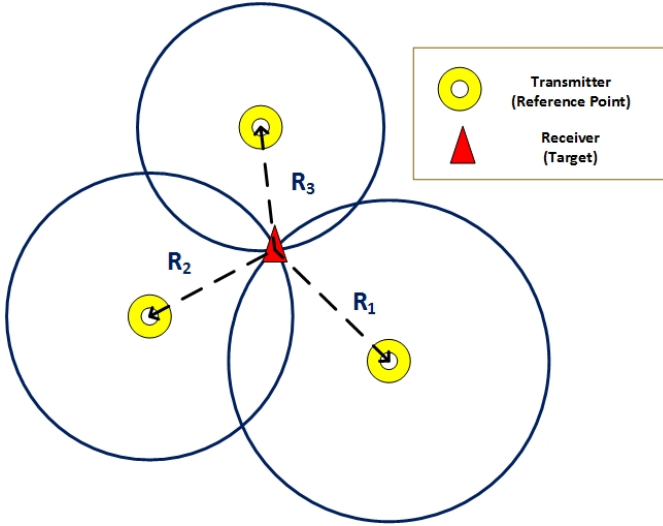 Transmitter
(Reference Point)
Receiver
(Target)
R3
R2
R1